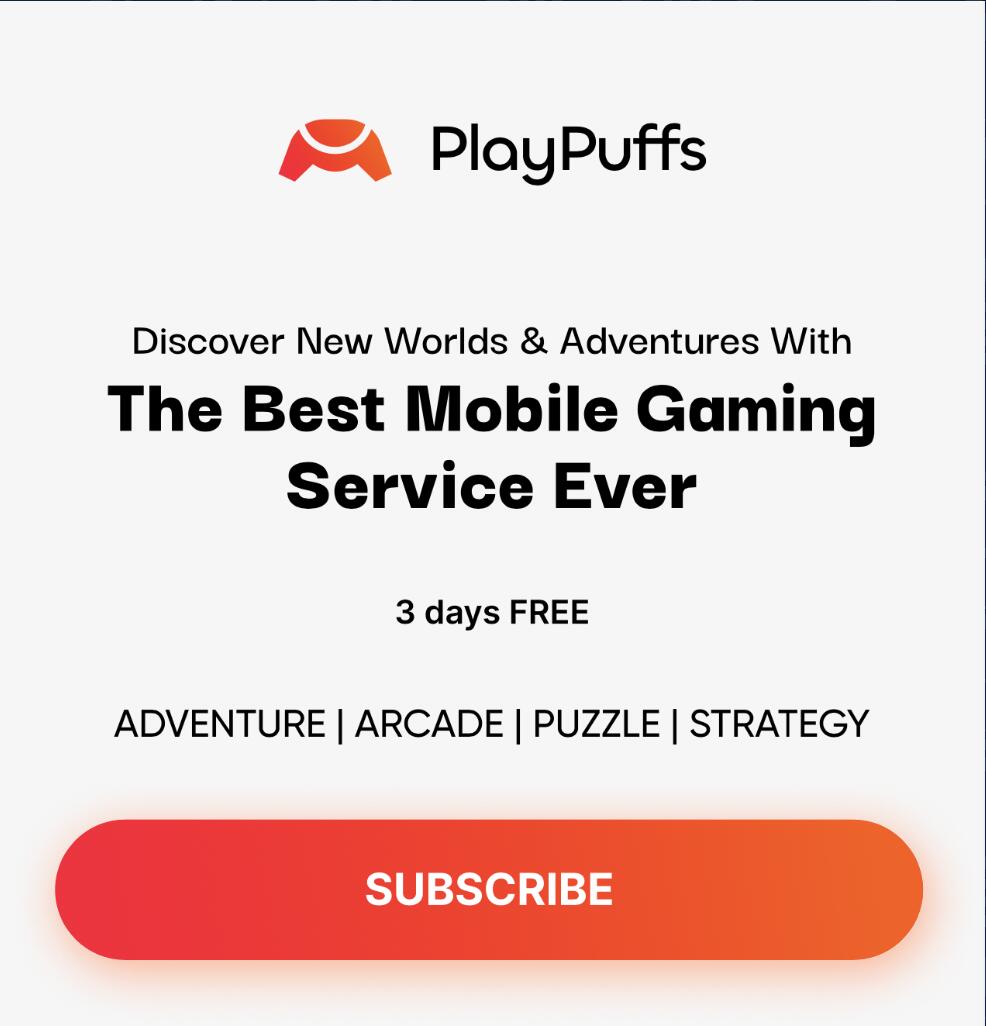 PlayPuffs
Discover New Worlds & Adventures With
The Best Mobile Gaming
Service Ever
3 days FREE
ADVENTURE | ARCADE | PUZZLE | STRATEGY
SUBSCRIBE